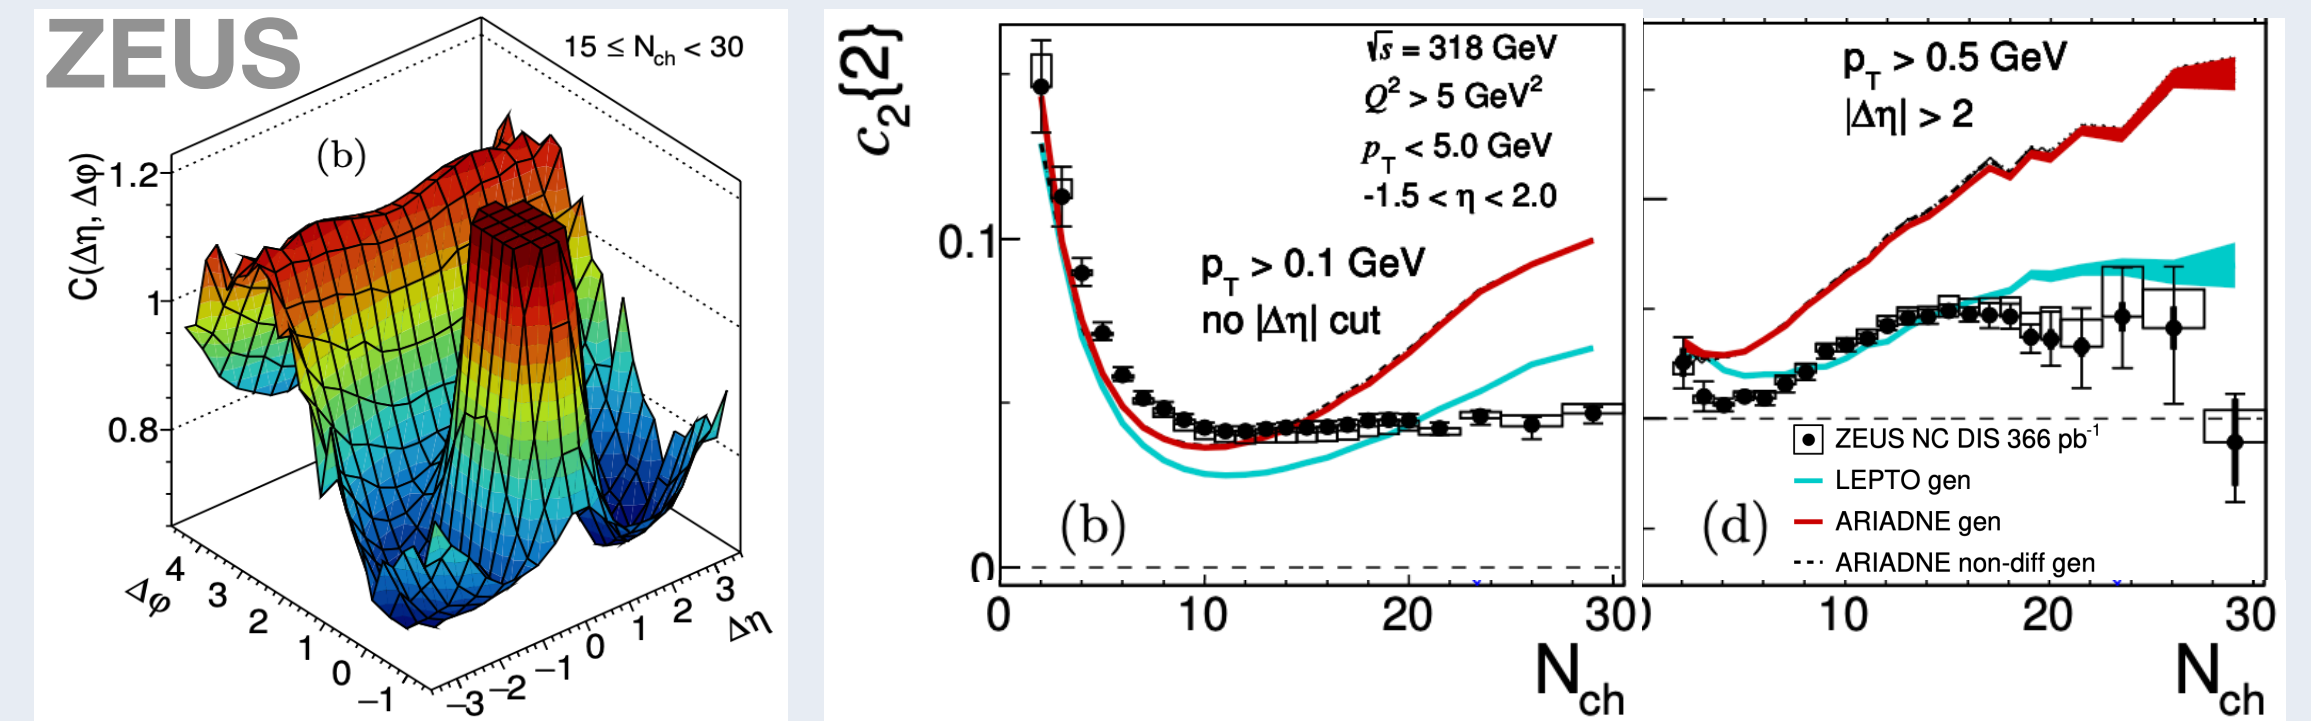 ZEUS
15 ≤ N_ch < 30
(b)
C(Δη, Δφ)
1.2
1
0.8
4
3
2
1
0
−1
Δφ
−3
−2
−1
0
1
2
3
Δη
c_2{2}
√s = 318 GeV
Q² > 5 GeV²
p_T < 5.0 GeV
-1.5 < η < 2.0
p_T > 0.1 GeV
no |Δη| cut
0.1
0
(b)
0 10 20 30
N_ch
p_T > 0.5 GeV
|Δη| > 2
ZEUS NC DIS 366 pb⁻¹
LEPTO gen
ARIADNE gen
ARIADNE non-diff gen
(d)
10 20 30
N_ch